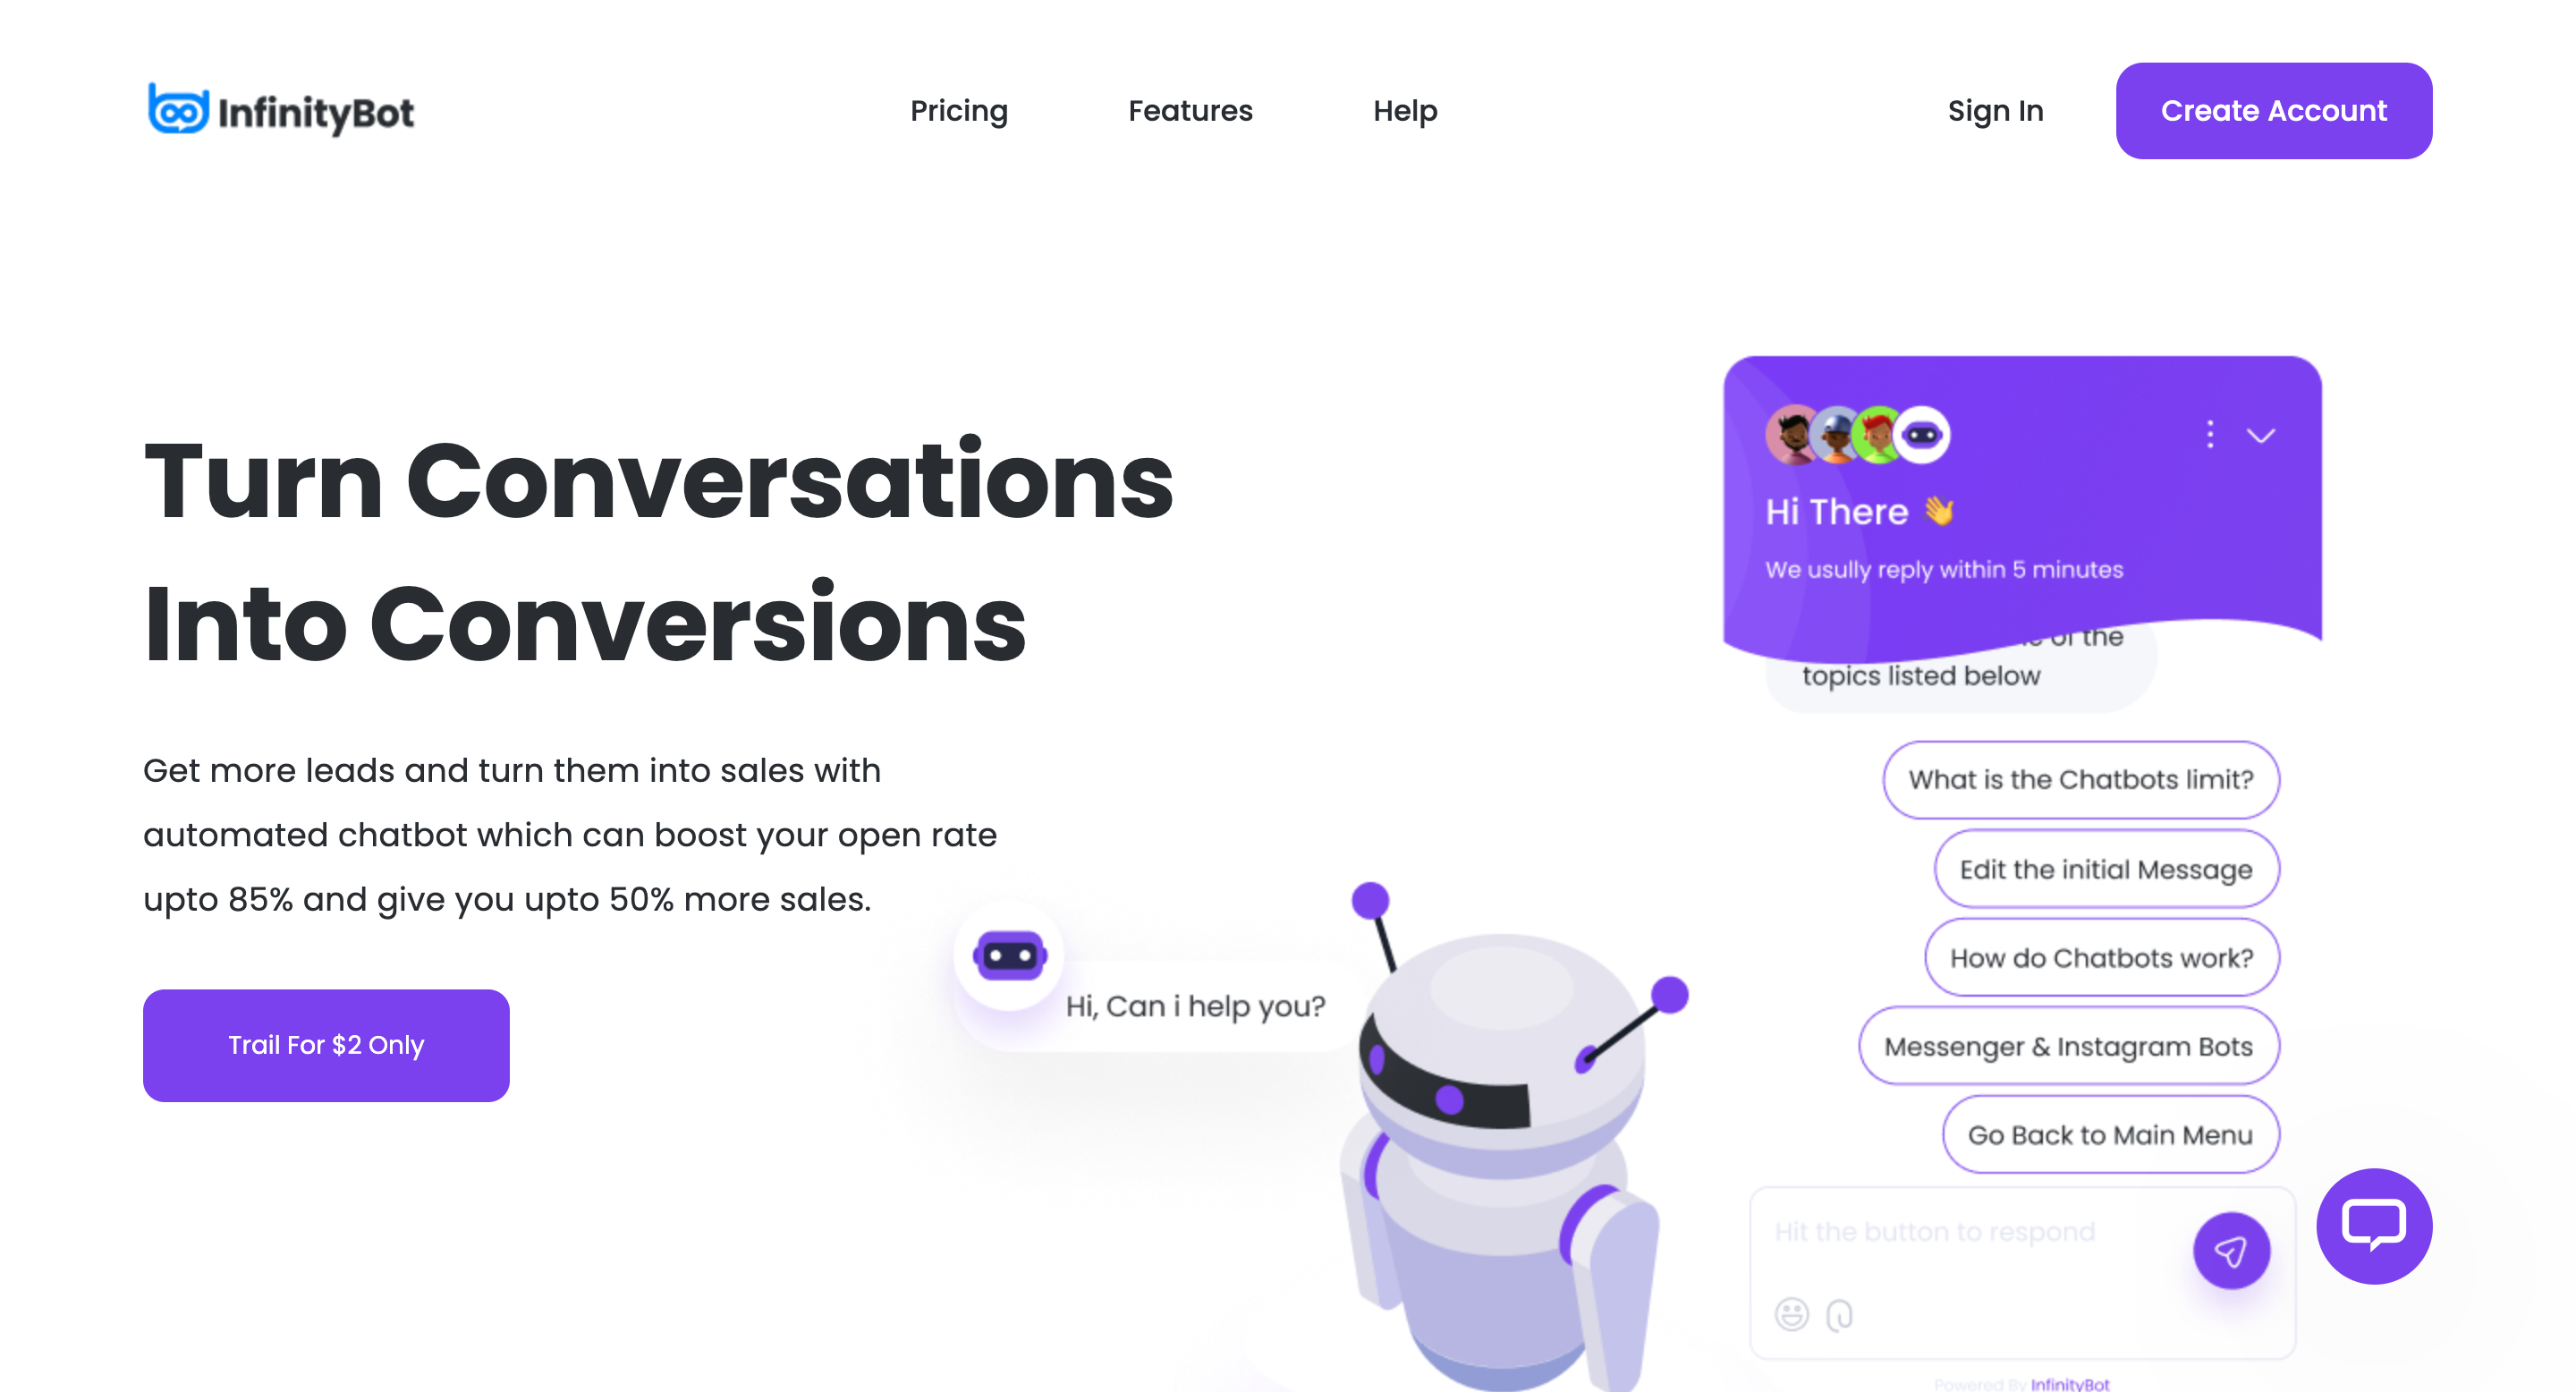 InfinityBot
Pricing
Features
Help
Sign In
Create Account
Turn Conversations
Into Conversions
Get more leads and turn them into sales with
automated chatbot which can boost your open rate
upto 85% and give you upto 50% more sales.
Trail For $2 Only
Hi, Can i help you?
Hi There 👋
We usully reply within 5 minutes
of the
topics listed below
What is the Chatbots limit?
Edit the initial Message
How do Chatbots work?
Messenger & Instagram Bots
Go Back to Main Menu
Hit the button to respond
Powered By InfinityBot